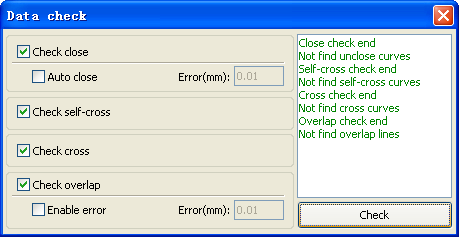 Data check
Check close
Auto close Error(mm): 0.01
Check self-cross
Check cross
Check overlap
Enable error Error(mm): 0.01
Close check end
Not find unclose curves
Self-cross check end
Not find self-cross curves
Cross check end
Not find cross curves
Overlap check end
Not find overlap lines
Check